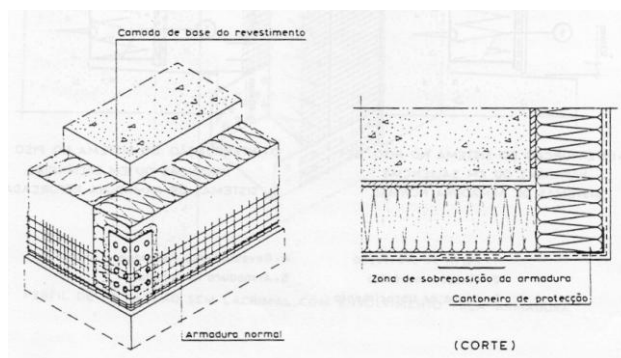 Camada de base do revestimento
Zona de sobreposição da armadura
Cantoneira de protecção
Armadura normal
(CORTE)